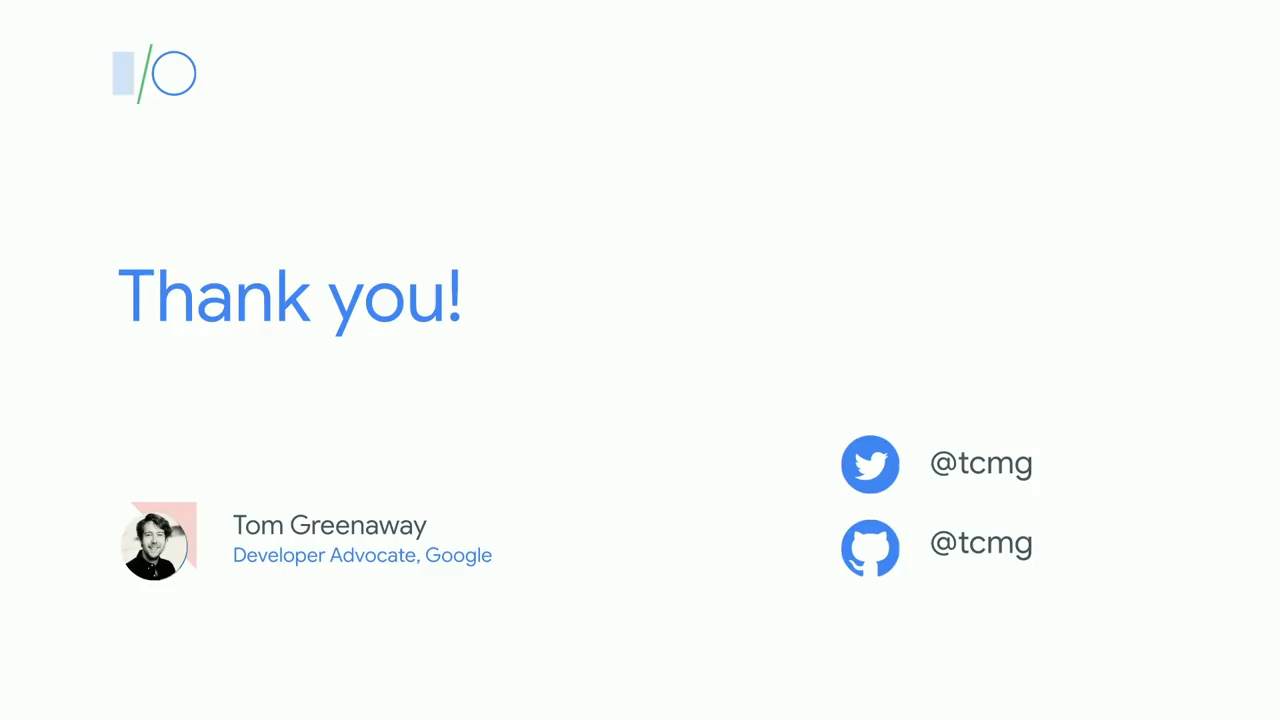 I/O
Thank you!
Tom Greenaway
Developer Advocate, Google
@tcmg
@tcmg